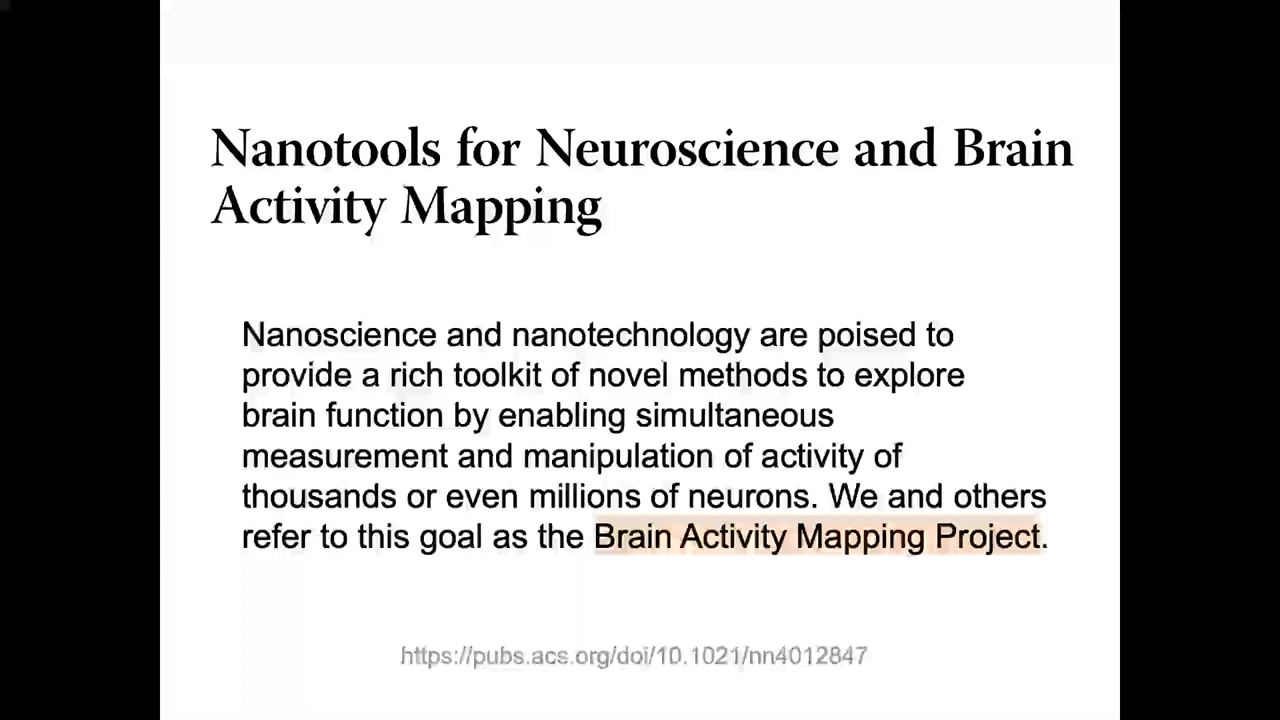 Nanotools for Neuroscience and Brain
Activity Mapping
Nanoscience and nanotechnology are poised to
provide a rich toolkit of novel methods to explore
brain function by enabling simultaneous
measurement and manipulation of activity of
thousands or even millions of neurons. We and others
refer to this goal as the Brain Activity Mapping Project.
https://pubs.acs.org/doi/10.1021/nn4012847